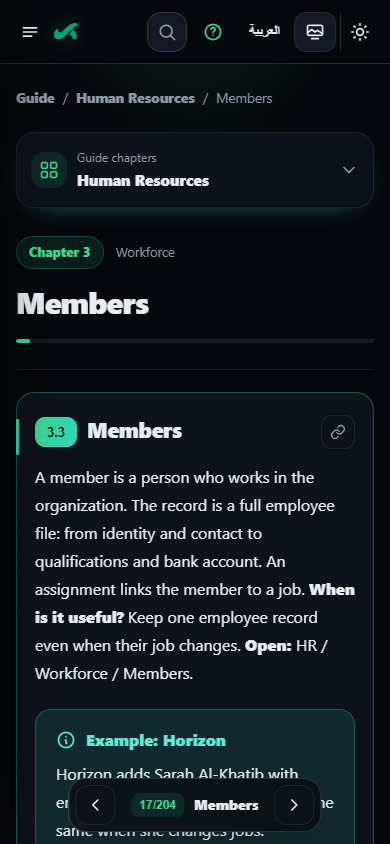 العربية
Guide / Human Resources / Members
Guide chapters
Human Resources
Chapter 3
Workforce
Members
3.3
Members
A member is a person who works in the
organization. The record is a full employee
file: from identity and contact to
qualifications and bank account. An
assignment links the member to a job. When
is it useful? Keep one employee record
even when their job changes. Open: HR /
Workforce / Members.
Example: Horizon
Horizon adds Sarah Al-Khatib with
17/204 Members
same when she changes jobs.